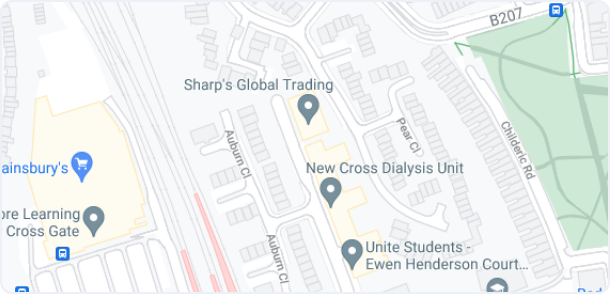 B207
Sharp's Global Trading
Auburn Cl
Pear Cl
Childeric Rd
ainsbury's
New Cross Dialysis Unit
ore Learning
Cross Gate
Auburn Cl
Unite Students -
Ewen Henderson Court...